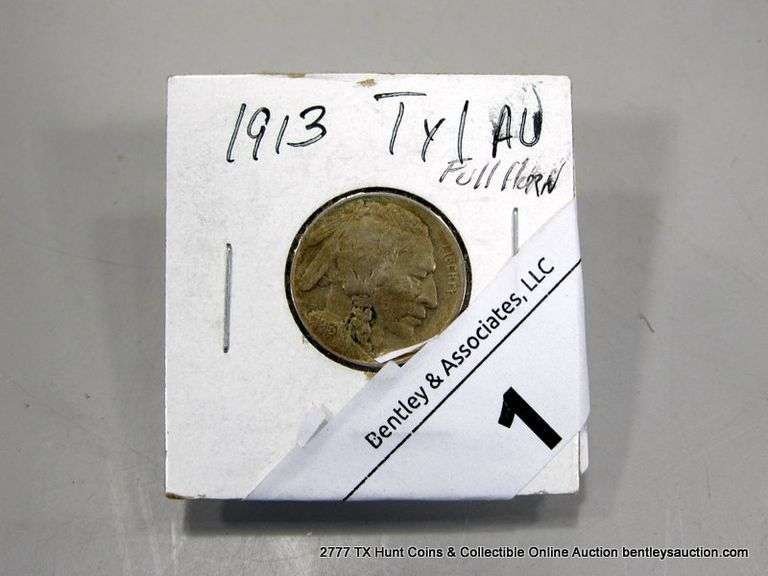 1913 Ty1 AU
Full Horn
LIBERTY
Bentley & Associates, LLC
1
2777 TX Hunt Coins & Collectible Online Auction bentleysauction.com